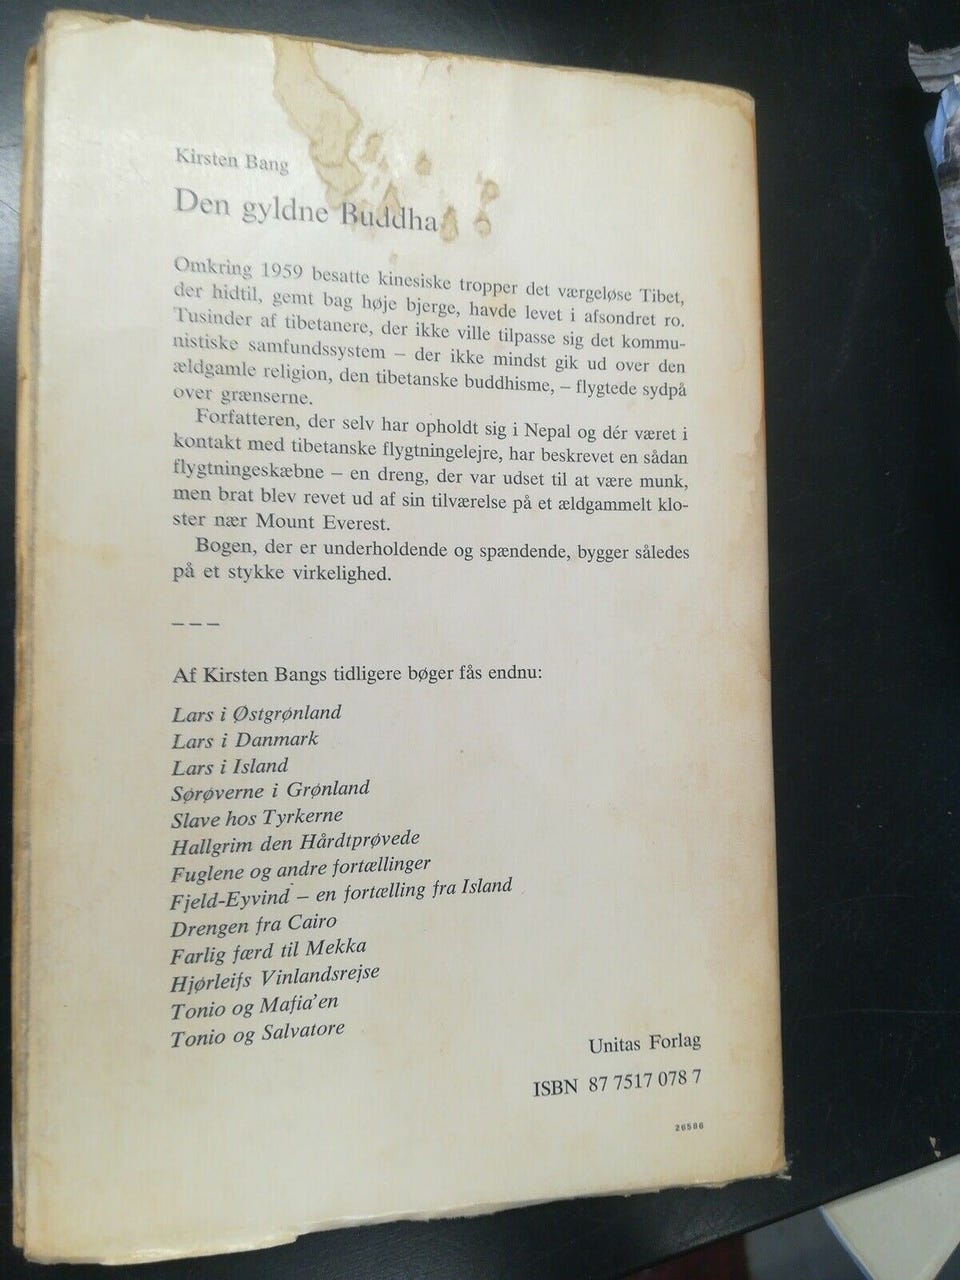 Kirsten Bang
Den gyldne Buddha
Omkring 1959 besatte kinesiske tropper det værgeløse Tibet,
der hidtil, gemt bag høje bjerge, havde levet i afsondret ro.
Tusinder af tibetanere, der ikke ville tilpasse sig det kommu-
nistiske samfundssystem – der ikke mindst gik ud over den
ældgamle religion, den tibetanske buddhisme, – flygtede sydpå
over grænserne.
Forfatteren, der selv har opholdt sig i Nepal og dér været i
kontakt med tibetanske flygtningelejre, har beskrevet en sådan
flygtningeskæbne – en dreng, der var udset til at være munk,
men brat blev revet ud af sin tilværelse på et ældgammelt klo-
ster nær Mount Everest.
Bogen, der er underholdende og spændende, bygger således
på et stykke virkelighed.
– – –
Af Kirsten Bangs tidligere bøger fås endnu:
Lars i Østgrønland
Lars i Danmark
Lars i Island
Sørøverne i Grønland
Slave hos Tyrkerne
Hallgrim den Hårdtprøvede
Fuglene og andre fortællinger
Fjeld-Eyvind – en fortælling fra Island
Drengen fra Cairo
Farlig færd til Mekka
Hjørleifs Vinlandsrejse
Tonio og Mafia'en
Tonio og Salvatore
Unitas Forlag
ISBN 87 7517 078 7
26586